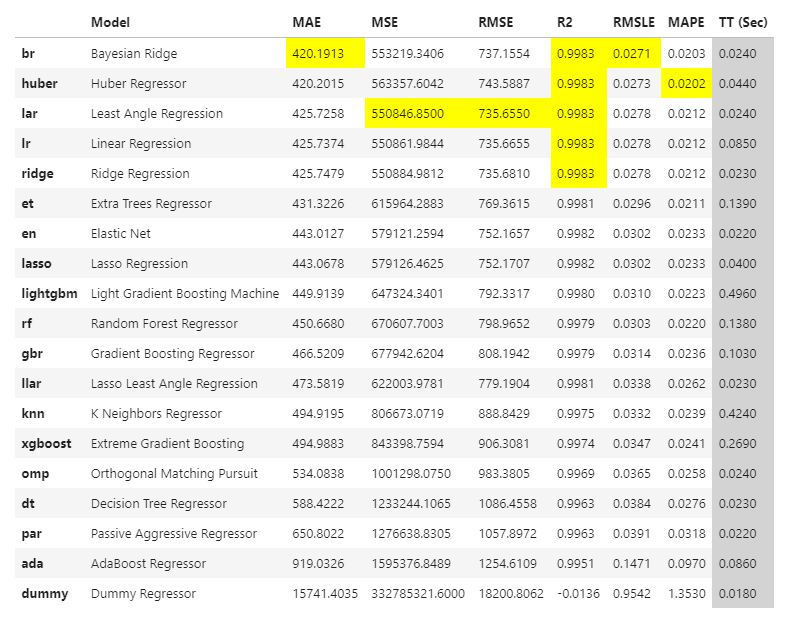 Model MAE MSE RMSE R2 RMSLE MAPE TT (Sec)
br Bayesian Ridge 420.1913 553219.3406 737.1554 0.9983 0.0271 0.0203 0.0240
huber Huber Regressor 420.2015 563357.6042 743.5887 0.9983 0.0273 0.0202 0.0440
lar Least Angle Regression 425.7258 550846.8500 735.6550 0.9983 0.0278 0.0212 0.0240
lr Linear Regression 425.7374 550861.9844 735.6655 0.9983 0.0278 0.0212 0.0850
ridge Ridge Regression 425.7479 550884.9812 735.6810 0.9983 0.0278 0.0212 0.0230
et Extra Trees Regressor 431.3226 615964.2883 769.3615 0.9981 0.0296 0.0211 0.1390
en Elastic Net 443.0127 579121.2594 752.1657 0.9982 0.0302 0.0233 0.0220
lasso Lasso Regression 443.0678 579126.4625 752.1707 0.9982 0.0302 0.0233 0.0400
lightgbm Light Gradient Boosting Machine 449.9139 647324.3401 792.3317 0.9980 0.0310 0.0223 0.4960
rf Random Forest Regressor 450.6680 670607.7003 798.9652 0.9979 0.0303 0.0220 0.1380
gbr Gradient Boosting Regressor 466.5209 677942.6204 808.1942 0.9979 0.0314 0.0236 0.1030
llar Lasso Least Angle Regression 473.5819 622003.9781 779.1904 0.9981 0.0338 0.0262 0.0230
knn K Neighbors Regressor 494.9195 806673.0719 888.8429 0.9975 0.0332 0.0239 0.4240
xgboost Extreme Gradient Boosting 494.9883 843398.7594 906.3081 0.9974 0.0347 0.0241 0.2690
omp Orthogonal Matching Pursuit 534.0838 1001298.0750 983.3805 0.9969 0.0365 0.0258 0.0240
dt Decision Tree Regressor 588.4222 1233244.1065 1086.4558 0.9963 0.0384 0.0276 0.0230
par Passive Aggressive Regressor 650.8022 1276638.8305 1057.8972 0.9963 0.0391 0.0318 0.0220
ada AdaBoost Regressor 919.0326 1595376.8489 1254.6109 0.9951 0.1471 0.0970 0.0860
dummy Dummy Regressor 15741.4035 332785321.6000 18200.8062 -0.0136 0.9542 1.3530 0.0180